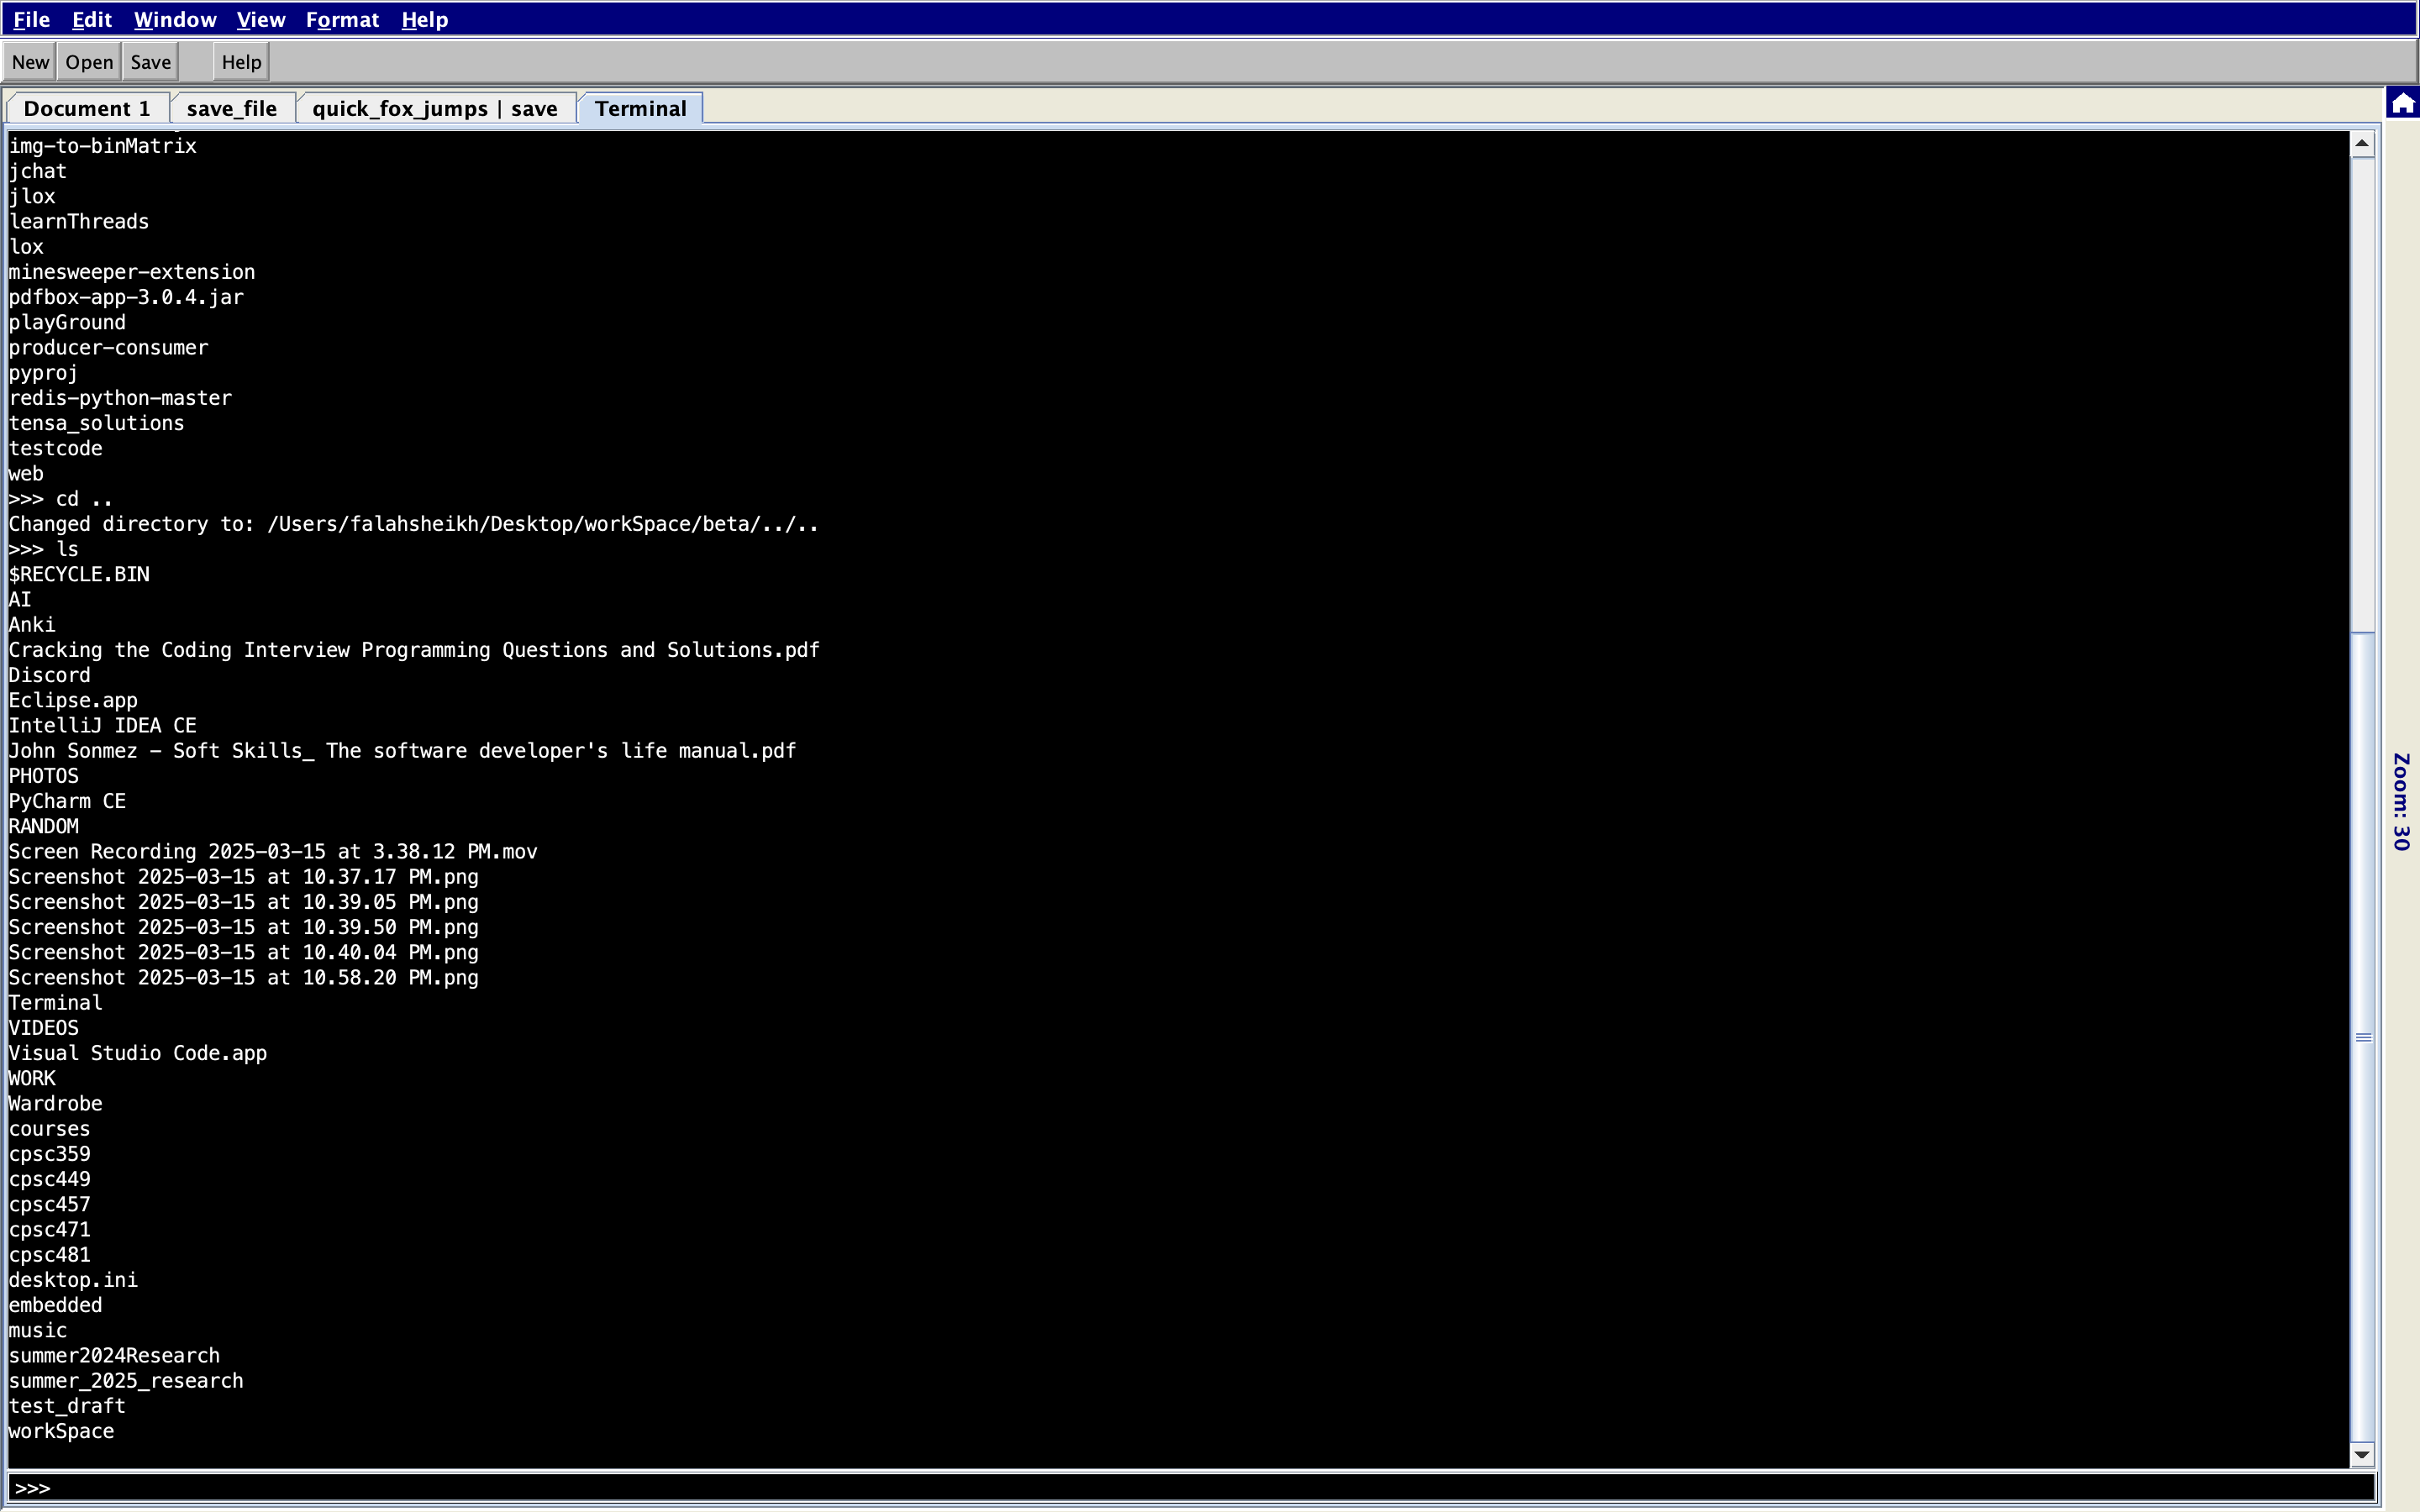 File Edit Window View Format Help
New Open Save Help
Document 1 save_file quick_fox_jumps | save Terminal
img-to-binMatrix
jchat
jlox
learnThreads
lox
minesweeper-extension
pdfbox-app-3.0.4.jar
playGround
producer-consumer
pyproj
redis-python-master
tensa_solutions
testcode
web
>>> cd ..
Changed directory to: /Users/falahsheikh/Desktop/workSpace/beta/../..
>>> ls
$RECYCLE.BIN
AI
Anki
Cracking the Coding Interview Programming Questions and Solutions.pdf
Discord
Eclipse.app
IntelliJ IDEA CE
John Sonmez - Soft Skills_ The software developer's life manual.pdf
PHOTOS
PyCharm CE
RANDOM
Screen Recording 2025-03-15 at 3.38.12 PM.mov
Screenshot 2025-03-15 at 10.37.17 PM.png
Screenshot 2025-03-15 at 10.39.05 PM.png
Screenshot 2025-03-15 at 10.39.50 PM.png
Screenshot 2025-03-15 at 10.40.04 PM.png
Screenshot 2025-03-15 at 10.58.20 PM.png
Terminal
VIDEOS
Visual Studio Code.app
WORK
Wardrobe
courses
cpsc359
cpsc449
cpsc457
cpsc471
cpsc481
desktop.ini
embedded
music
summer2024Research
summer_2025_research
test_draft
workSpace
>>>
Zoom: 30